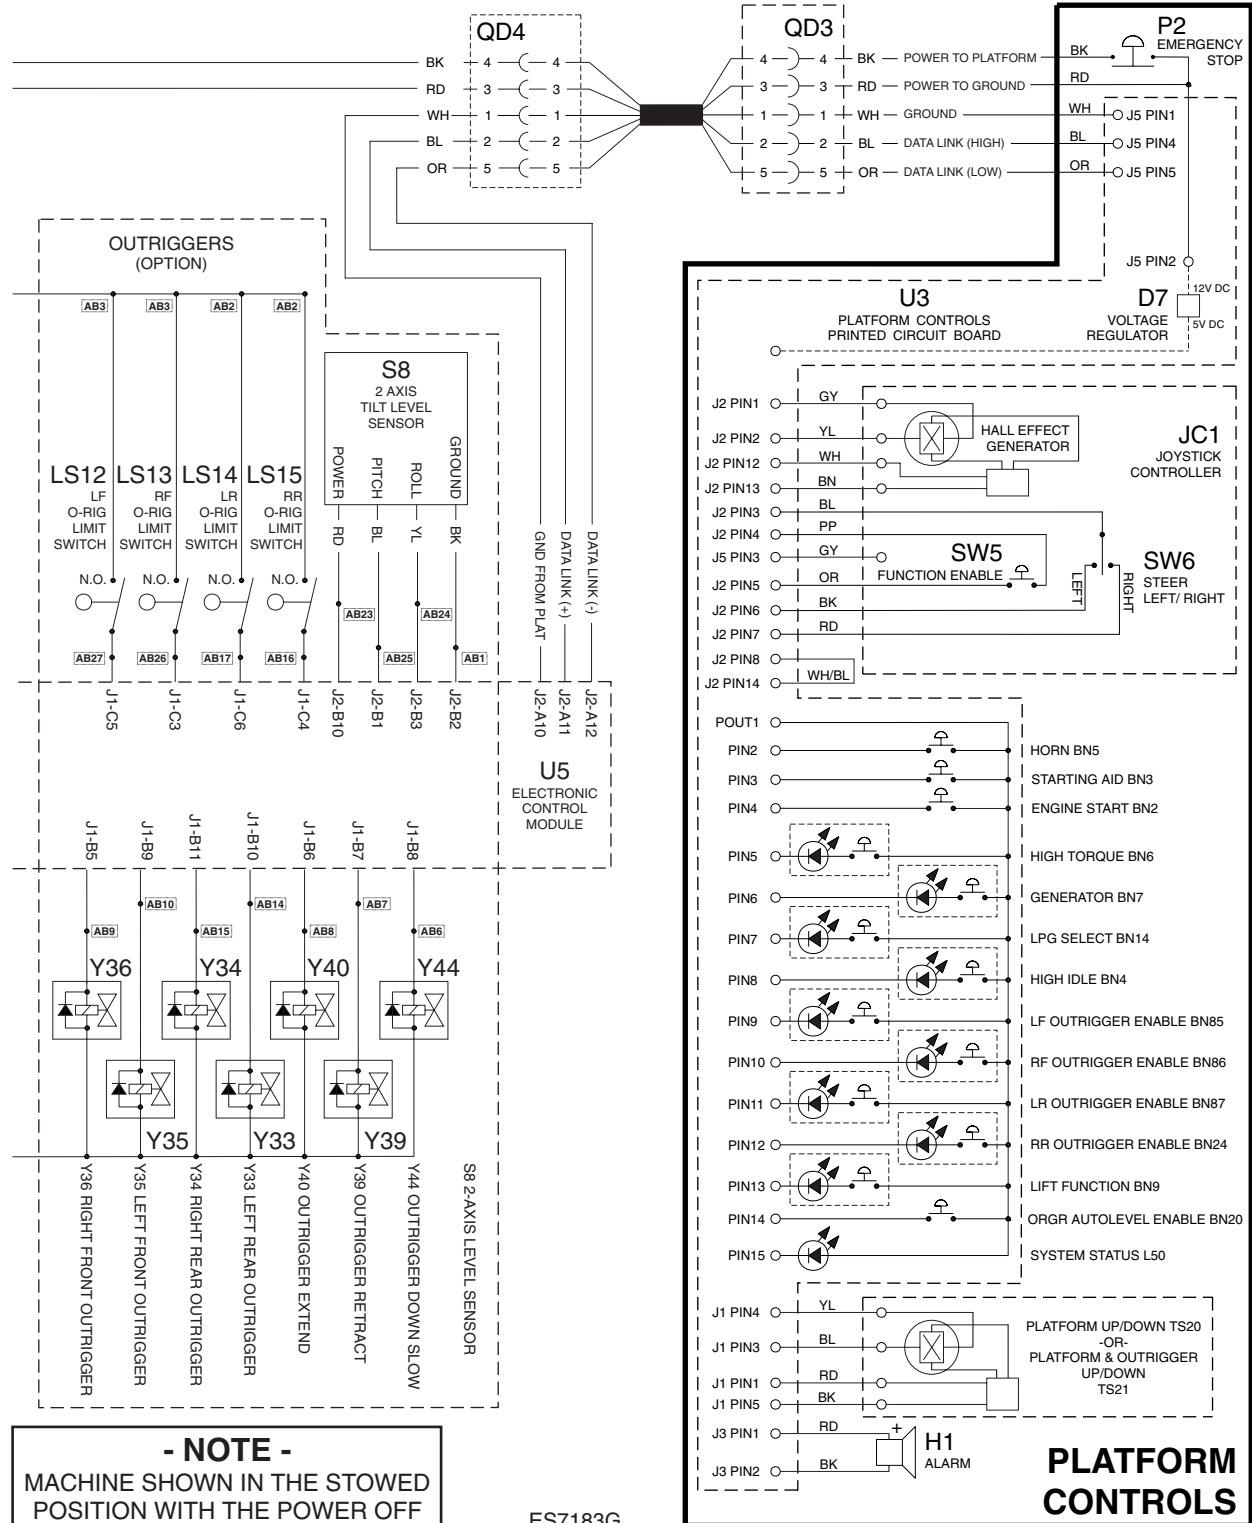 QD4
QD3
P2
EMERGENCY
STOP
BK 4 4
RD 3 3
WH 1 1
BL 2 2
OR 5 5
4 4 BK POWER TO PLATFORM BK
3 3 RD POWER TO GROUND RD
1 1 WH GROUND WH J5 PIN1
2 2 BL DATA LINK (HIGH) BL J5 PIN4
5 5 OR DATA LINK (LOW) OR J5 PIN5
J5 PIN2
12V DC
5V DC
D7
VOLTAGE
REGULATOR
U3
PLATFORM CONTROLS
PRINTED CIRCUIT BOARD
OUTRIGGERS
(OPTION)
AB3 AB3 AB2 AB2
S8
2 AXIS
TILT LEVEL
SENSOR
POWER
PITCH
ROLL
GROUND
RD
BL
YL
BK
LS12
LF
O-RIG
LIMIT
SWITCH
LS13
RF
O-RIG
LIMIT
SWITCH
LS14
LR
O-RIG
LIMIT
SWITCH
LS15
RR
O-RIG
LIMIT
SWITCH
N.O. N.O. N.O. N.O.
AB27 AB26 AB17 AB16
AB23 AB24
AB25 AB1
GND FROM PLAT
DATA LINK (+)
DATA LINK (-)
J1-C5
J1-C3
J1-C6
J1-C4
J2-B10
J2-B1
J2-B3
J2-B2
J2-A10
J2-A11
J2-A12
U5
ELECTRONIC
CONTROL
MODULE
J1-B5
J1-B9
J1-B11
J1-B10
J1-B6
J1-B7
J1-B8
AB10 AB14 AB7
AB9 AB15 AB8 AB6
Y36 Y34 Y40 Y44
Y35 Y33 Y39
Y36 RIGHT FRONT OUTRIGGER
Y35 LEFT FRONT OUTRIGGER
Y34 RIGHT REAR OUTRIGGER
Y33 LEFT REAR OUTRIGGER
Y40 OUTRIGGER EXTEND
Y39 OUTRIGGER RETRACT
Y44 OUTRIGGER DOWN SLOW
S8 2-AXIS LEVEL SENSOR
J2 PIN1 GY
J2 PIN2 YL
J2 PIN12 WH
J2 PIN13 BN
J2 PIN3 BL
J2 PIN4 PP
J5 PIN3 GY
J2 PIN5 OR
J2 PIN6 BK
J2 PIN7 RD
J2 PIN8
J2 PIN14 WH/BL
HALL EFFECT
GENERATOR
JC1
JOYSTICK
CONTROLLER
SW5
FUNCTION ENABLE
LEFT
RIGHT
SW6
STEER
LEFT/ RIGHT
POUT1
PIN2 HORN BN5
PIN3 STARTING AID BN3
PIN4 ENGINE START BN2
PIN5 HIGH TORQUE BN6
PIN6 GENERATOR BN7
PIN7 LPG SELECT BN14
PIN8 HIGH IDLE BN4
PIN9 LF OUTRIGGER ENABLE BN85
PIN10 RF OUTRIGGER ENABLE BN86
PIN11 LR OUTRIGGER ENABLE BN87
PIN12 RR OUTRIGGER ENABLE BN24
PIN13 LIFT FUNCTION BN9
PIN14 ORGR AUTOLEVEL ENABLE BN20
PIN15 SYSTEM STATUS L50
J1 PIN4 YL
J1 PIN3 BL
J1 PIN1 RD
J1 PIN5 BK
PLATFORM UP/DOWN TS20
-OR-
PLATFORM & OUTRIGGER
UP/DOWN
TS21
J3 PIN1 RD
J3 PIN2 BK
+
H1
ALARM
PLATFORM
CONTROLS
- NOTE -
MACHINE SHOWN IN THE STOWED
POSITION WITH THE POWER OFF
ES7183G